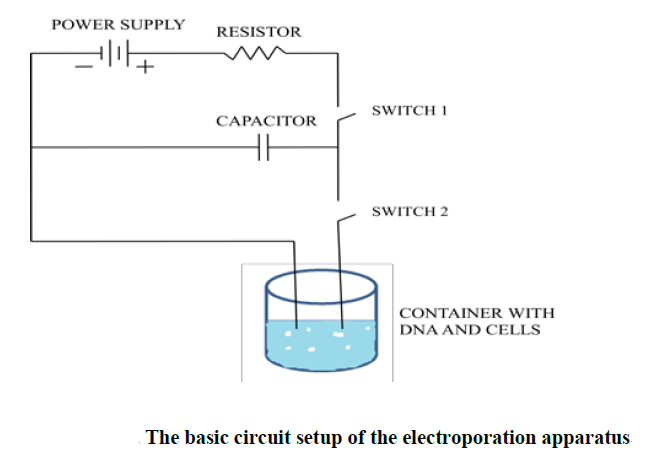 POWER SUPPLY
RESISTOR
− +
SWITCH 1
CAPACITOR
SWITCH 2
CONTAINER WITH
DNA AND CELLS
The basic circuit setup of the electroporation apparatus